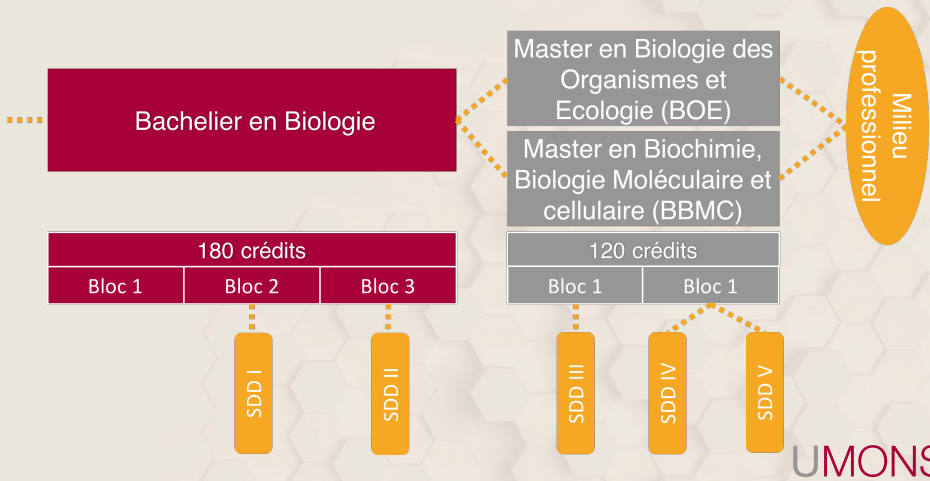 Bachelier en Biologie
Master en Biologie des
Organismes et
Ecologie (BOE)
Master en Biochimie,
Biologie Moléculaire et
cellulaire (BBMC)
Milieu
professionnel
180 crédits
Bloc 1
Bloc 2
Bloc 3
120 crédits
Bloc 1
Bloc 1
SDD I
SDD II
SDD III
SDD IV
SDD V
UMONS